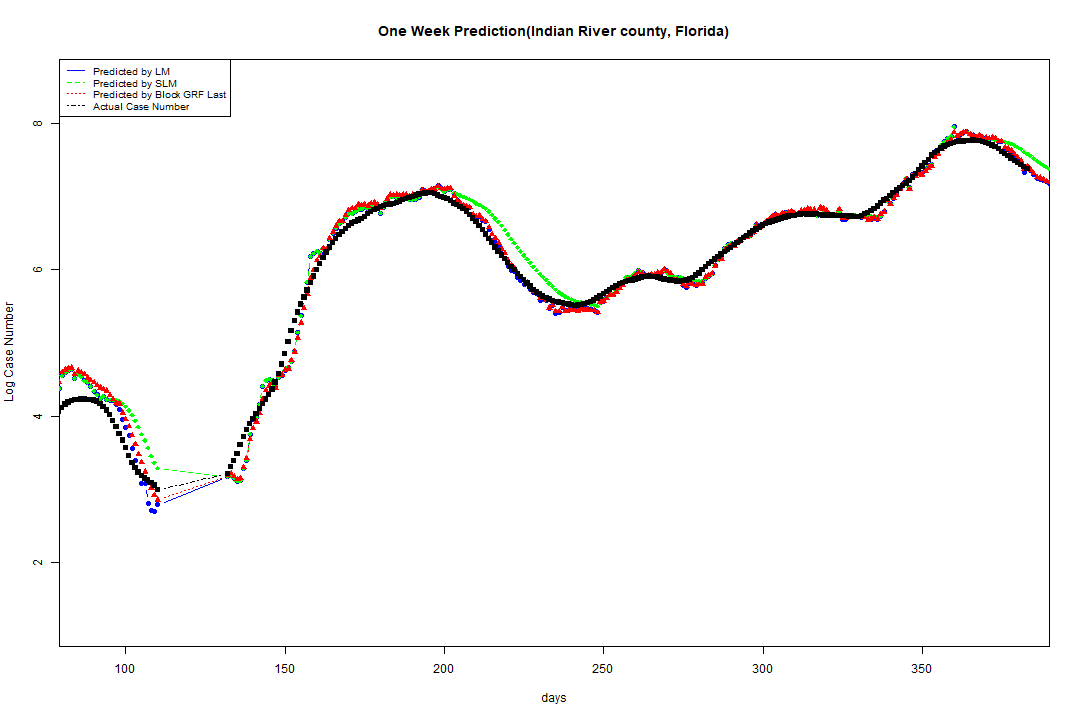 One Week Prediction(Indian River county, Florida)
Predicted by LM
Predicted by SLM
Predicted by Block GRF Last
Actual Case Number
8
6
4
2
Log Case Number
100 150 200 250 300 350
days